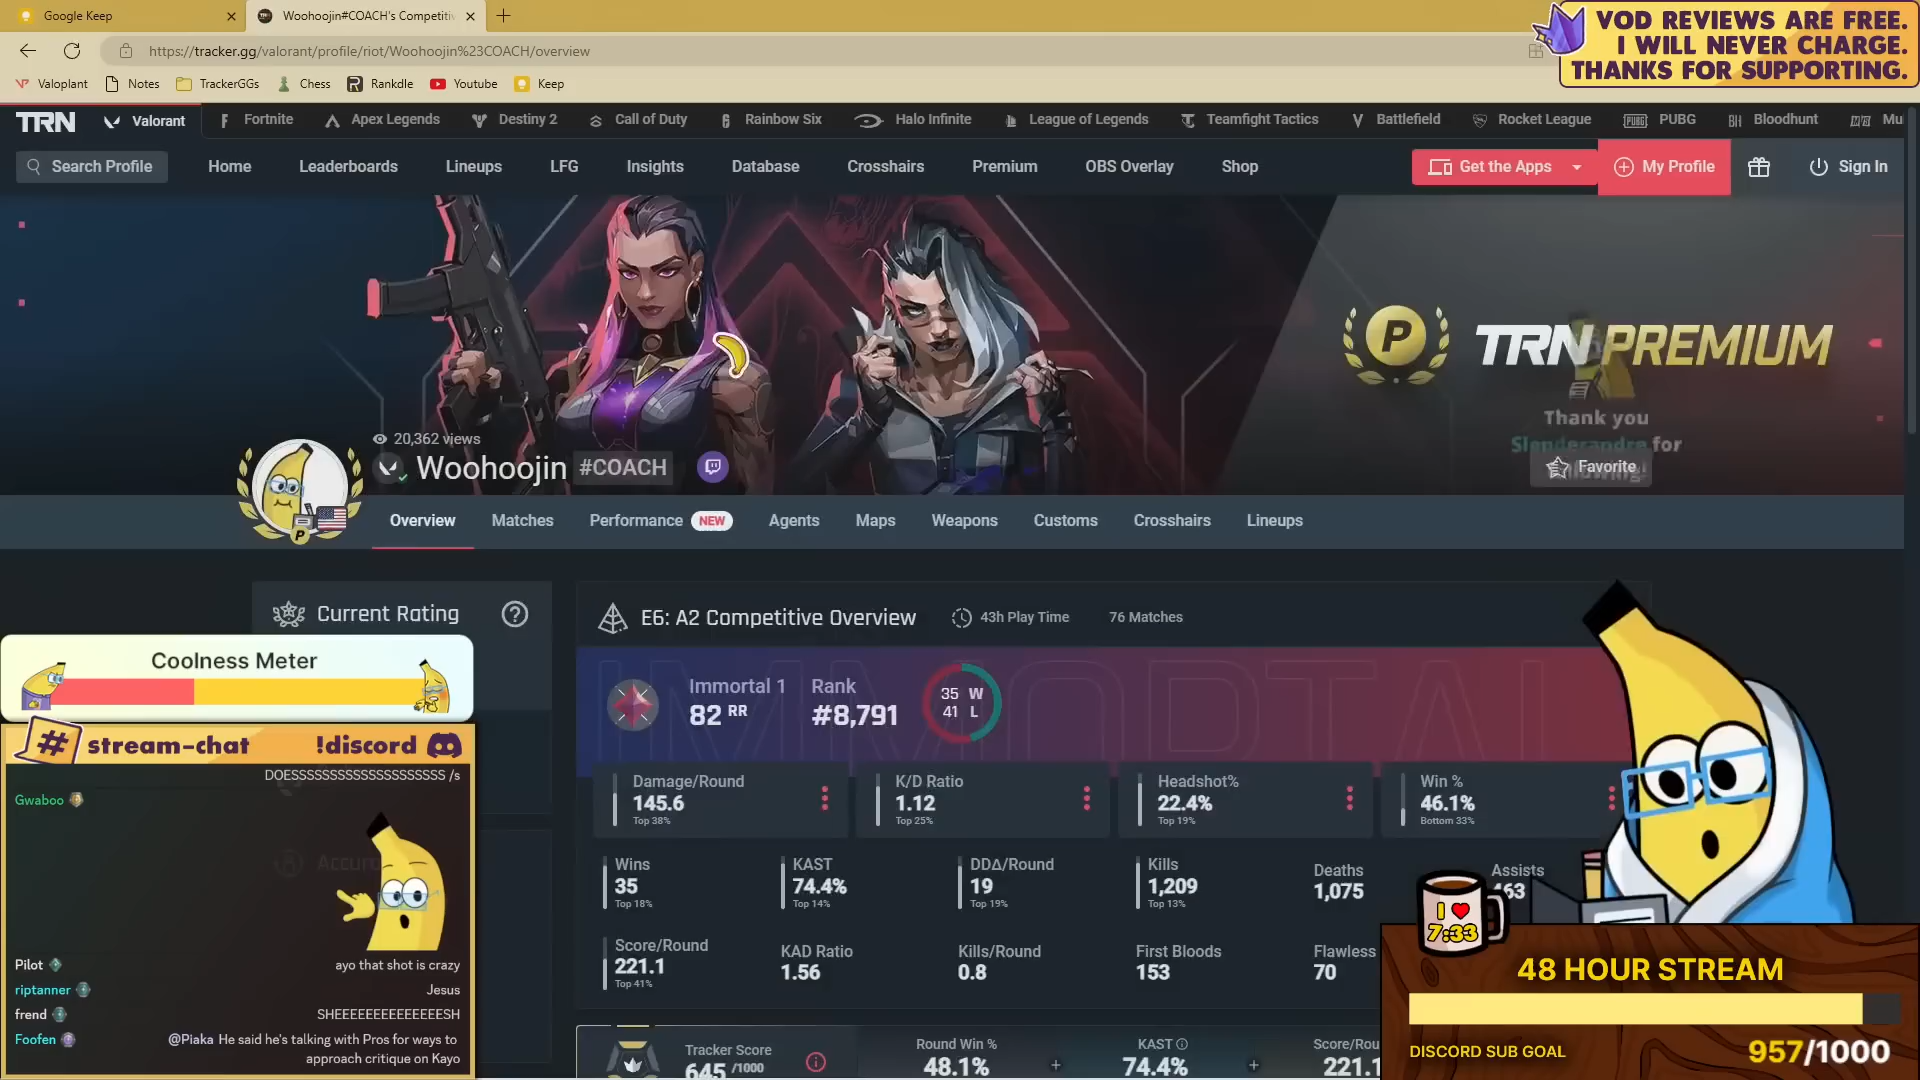 Google Keep
Woohoojin#COACH's Competitiv
VOD REVIEWS ARE FREE.
I WILL NEVER CHARGE.
THANKS FOR SUPPORTING.
https://tracker.gg/valorant/profile/riot/Woohoojin%23COACH/overview
Valoplant Notes TrackerGGs Chess Rankdle Youtube Keep
TRN Valorant Fortnite Apex Legends Destiny 2 Call of Duty Rainbow Six Halo Infinite League of Legends Teamfight Tactics Battlefield Rocket League PUBG Bloodhunt Mu
Search Profile Home Leaderboards Lineups LFG Insights Database Crosshairs Premium OBS Overlay Shop Get the Apps My Profile Sign In
P TRN PREMIUM
Thank you
Slenderandre for
20,362 views
Woohoojin #COACH
Favorite
Overview Matches Performance NEW Agents Maps Weapons Customs Crosshairs Lineups
P
Current Rating ?
E6: A2 Competitive Overview 43h Play Time 76 Matches
IMMORTAL
Immortal 1
82 RR
Rank
#8,791
35 W
41 L
Damage/Round
145.6
Top 38%
K/D Ratio
1.12
Top 25%
Headshot%
22.4%
Top 19%
Win %
46.1%
Bottom 33%
Wins
35
Top 18%
KAST
74.4%
Top 14%
DDΔ/Round
19
Top 19%
Kills
1,209
Top 13%
Deaths
1,075
Assists
463
Score/Round
221.1
Top 41%
KAD Ratio
1.56
Kills/Round
0.8
First Bloods
153
Flawless
70
Tracker Score
645 /1000
Round Win %
48.1%
+
KAST
74.4%
+
Score/Rou
221.1
Coolness Meter
# stream-chat !discord
DOESSSSSSSSSSSSSSSSSSSS /s
Gwaboo
Pilot ayo that shot is crazy
riptanner Jesus
frend SHEEEEEEEEEEEEEESH
Foofen @Piaka He said he's talking with Pros for ways to
approach critique on Kayo
I
7:33
48 HOUR STREAM
DISCORD SUB GOAL 957/1000